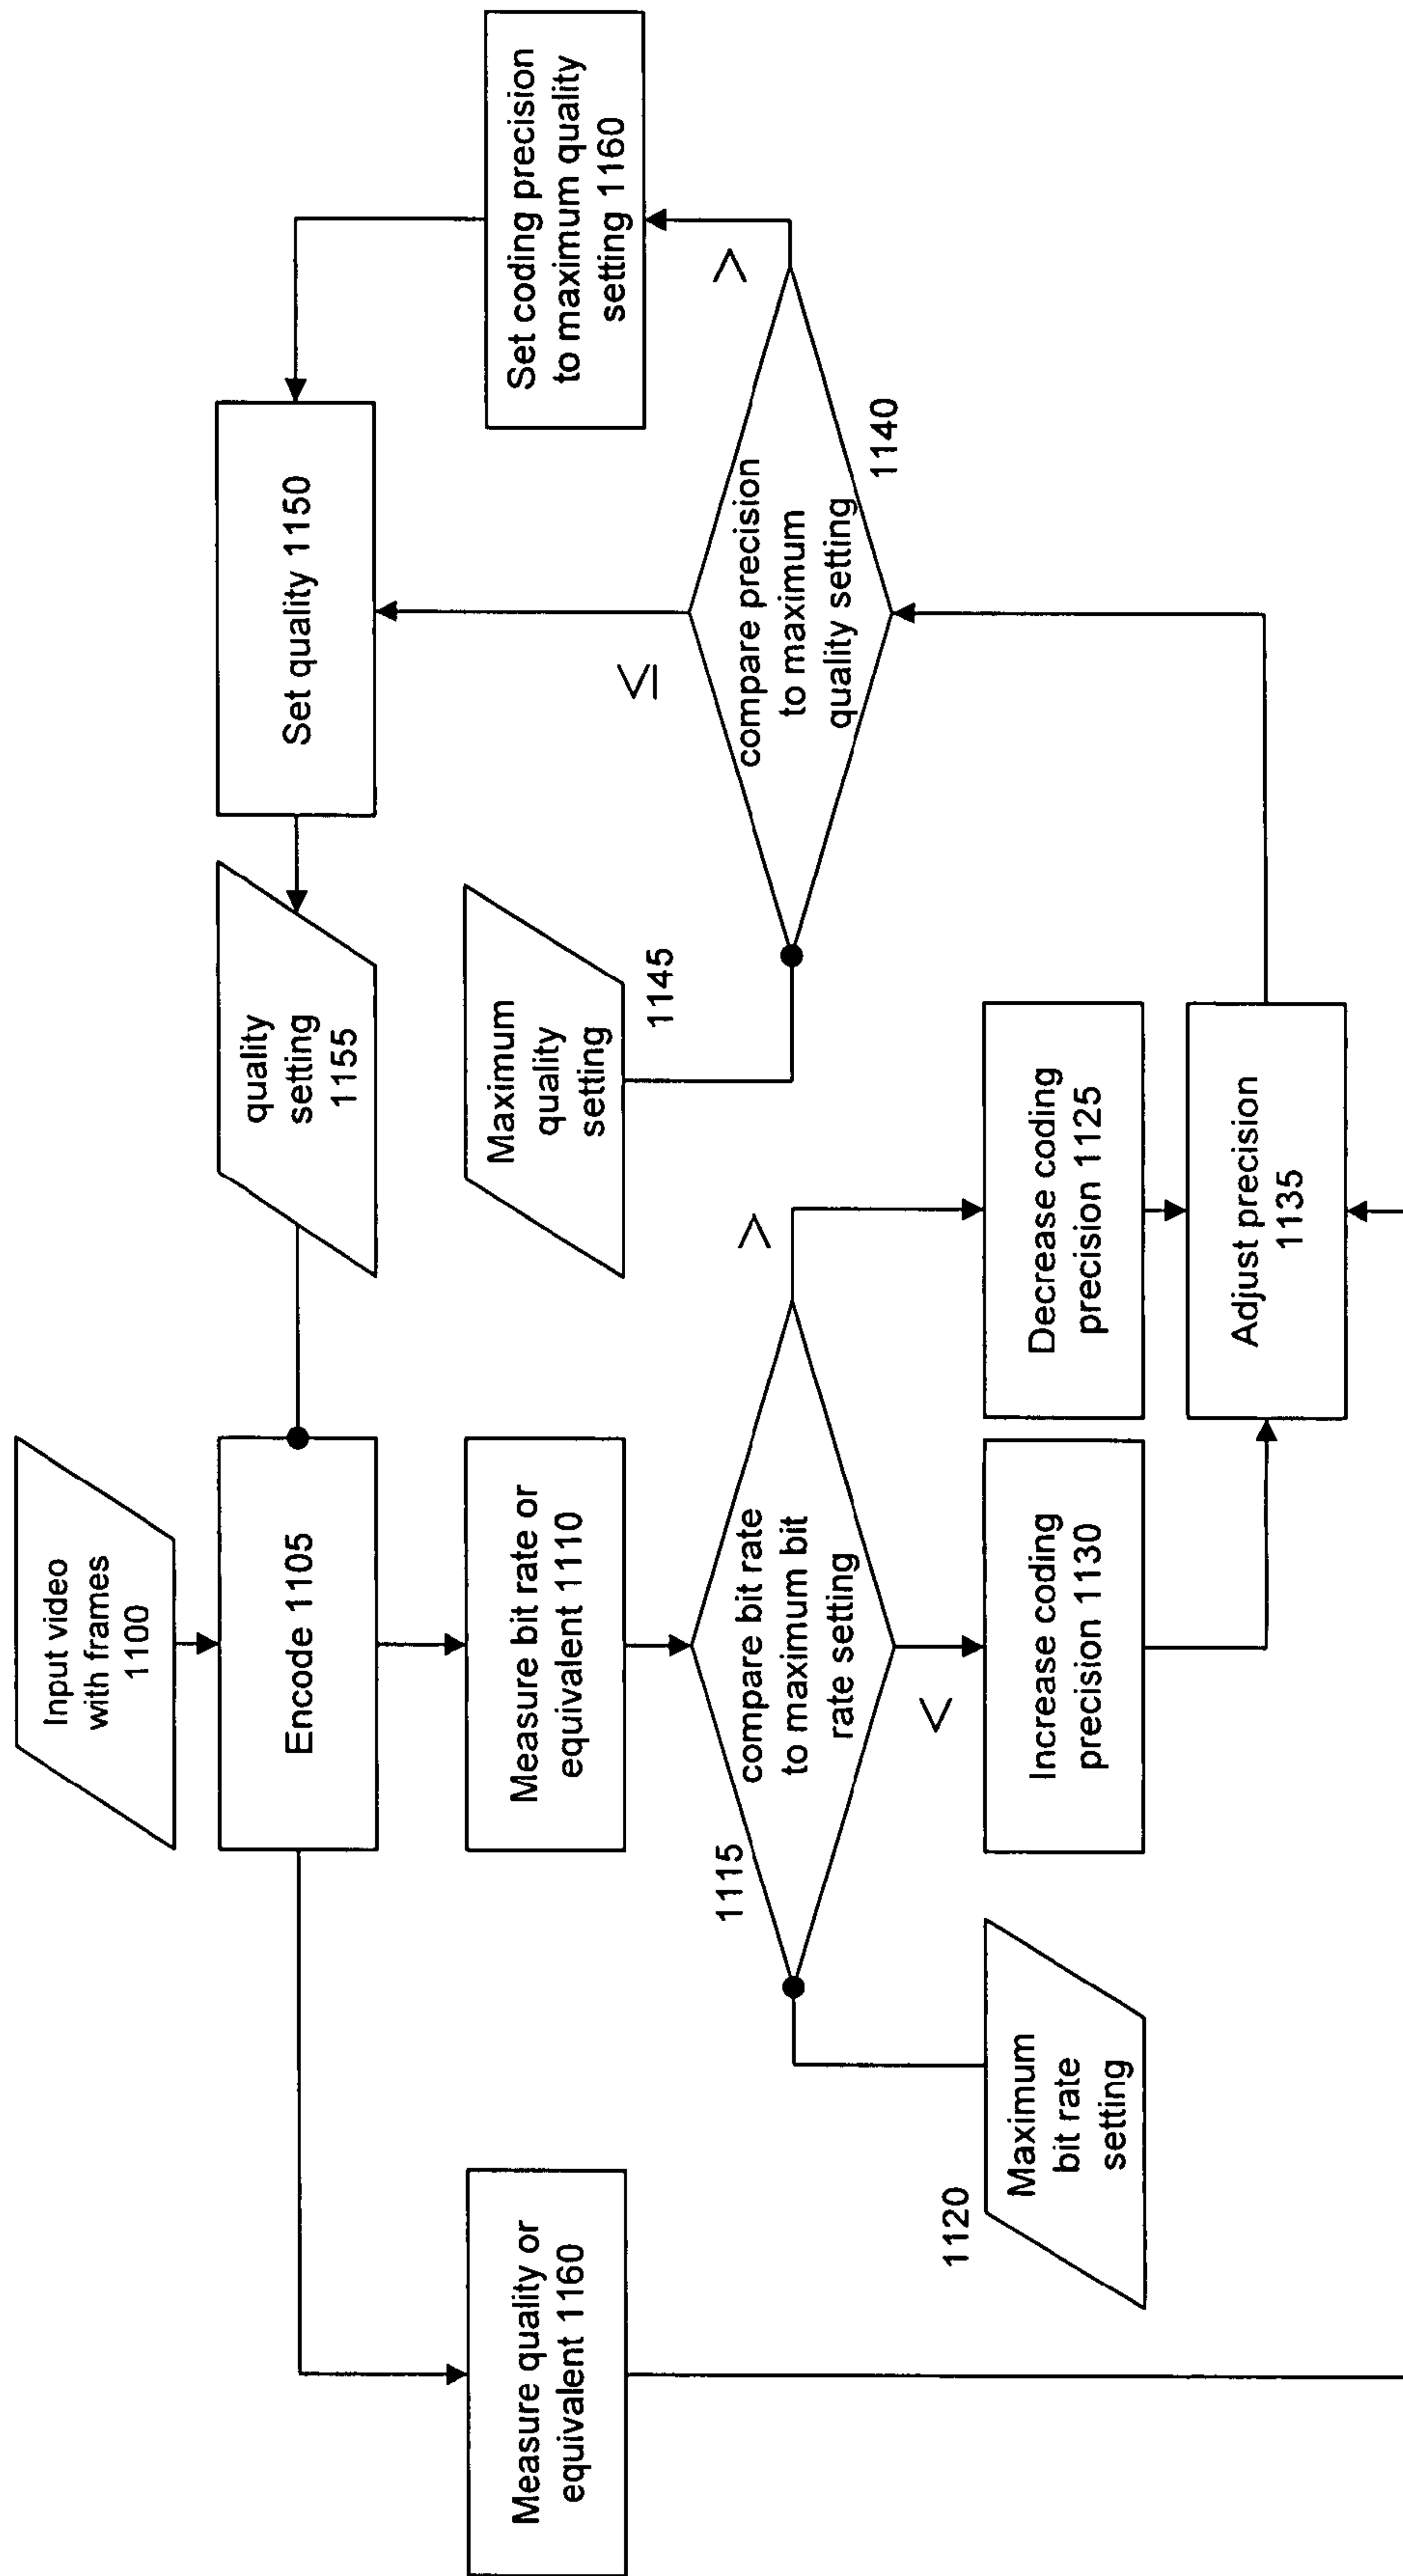 Input video
with frames
1100
Encode 1105
quality
setting
1155
Set quality 1150
Measure quality or
equivalent 1160
Measure bit rate or
equivalent 1110
Maximum
quality
setting
1145
Set coding precision
to maximum quality
setting 1160
1115
compare bit rate
to maximum bit
rate setting
>
<
≤
compare precision
to maximum
quality setting
>
1140
1120
Maximum
bit rate
setting
Increase coding
precision 1130
Decrease coding
precision 1125
Adjust precision
1135